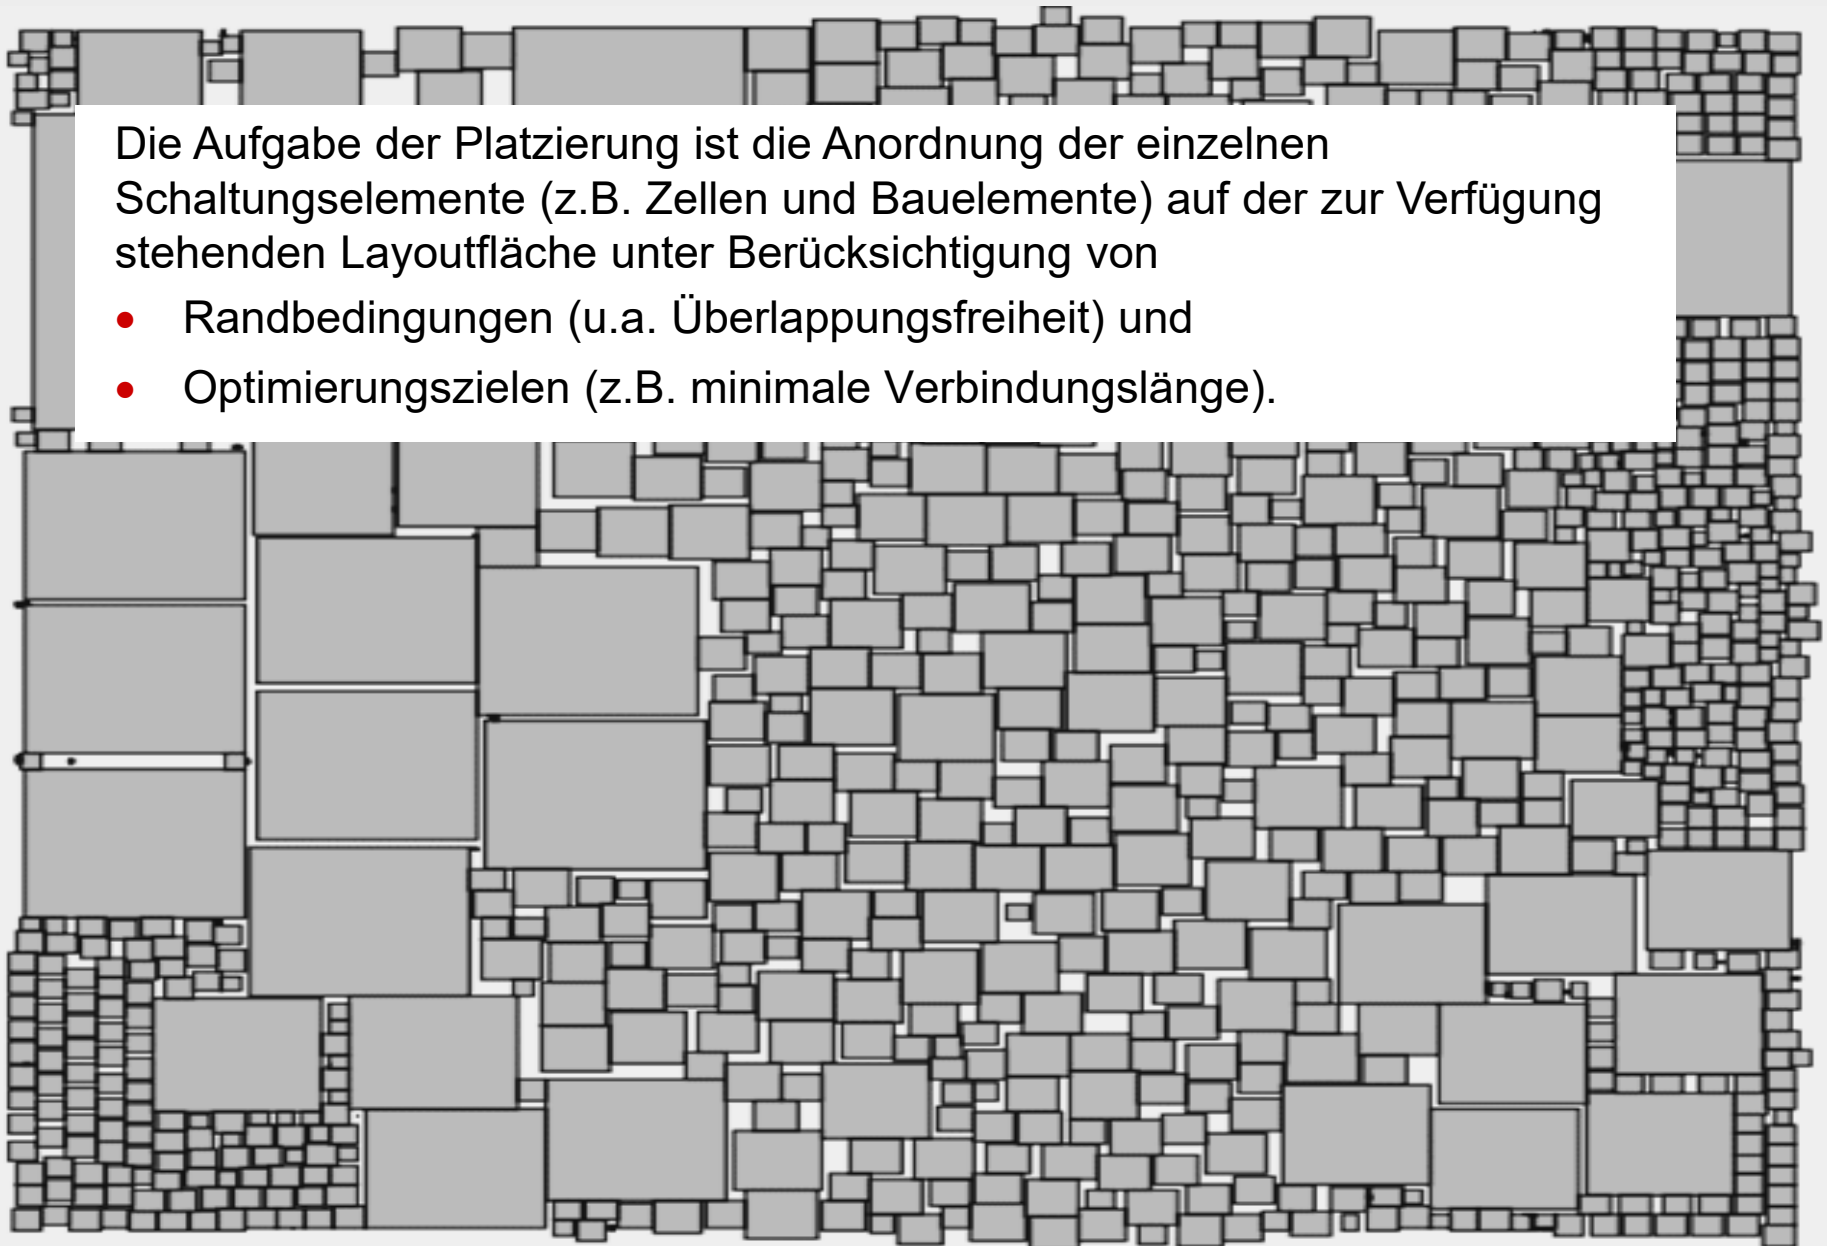 Die Aufgabe der Platzierung ist die Anordnung der einzelnen
Schaltungselemente (z.B. Zellen und Bauelemente) auf der zur Verfügung
stehenden Layoutfläche unter Berücksichtigung von
• Randbedingungen (u.a. Überlappungsfreiheit) und
• Optimierungszielen (z.B. minimale Verbindungslänge).